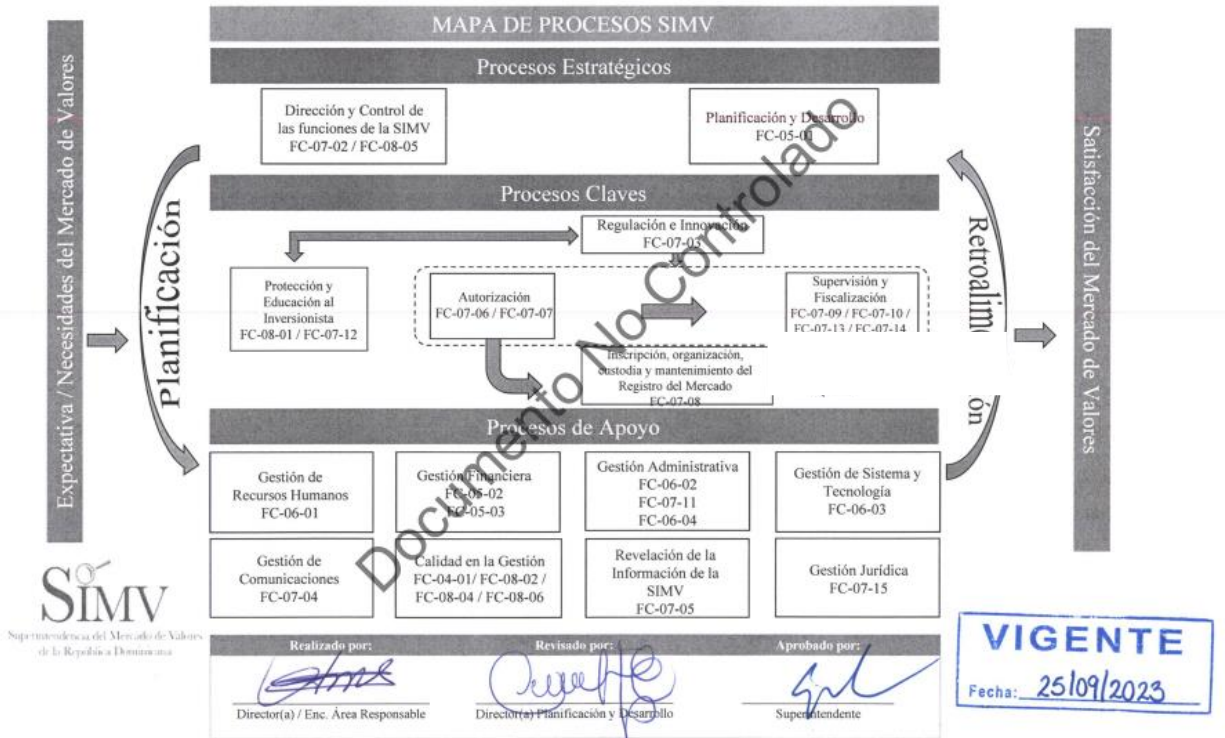 MAPA DE PROCESOS SIMV
Procesos Estratégicos
Dirección y Control de
las funciones de la SIMV
FC-07-02 / FC-08-05
Planificación y Desarrollo
FC-05-01
Procesos Claves
Regulación e Innovación
FC-07-03
Protección y
Educación al
Inversionista
FC-08-01 / FC-07-12
Autorización
FC-07-06 / FC-07-07
Supervisión y
Fiscalización
FC-07-09 / FC-07-10 /
FC-07-13 / FC-07-14
Inscripción, organización,
custodia y mantenimiento del
Registro del Mercado
FC-07-08
Procesos de Apoyo
Gestión de
Recursos Humanos
FC-06-01
Gestión Financiera
FC-05-02
FC-05-03
Gestión Administrativa
FC-06-02
FC-07-11
FC-06-04
Gestión de Sistema y
Tecnología
FC-06-03
Gestión de
Comunicaciones
FC-07-04
Calidad en la Gestión
FC-04-01/ FC-08-02 /
FC-08-04 / FC-08-06
Revelación de la
Información de la
SIMV
FC-07-05
Gestión Jurídica
FC-07-15
Expectativa / Necesidades del Mercado de Valores
Planificación
Retroalim
ón
Satisfacción del Mercado de Valores
Documento No Controlado
SIMV
Superintendencia del Mercado de Valores
de la República Dominicana
Realizado por:
Revisado por:
Aprobado por:
Director(a) / Enc. Área Responsable
Director(a) Planificación y Desarrollo
Superintendente
VIGENTE
Fecha: 25/09/2023